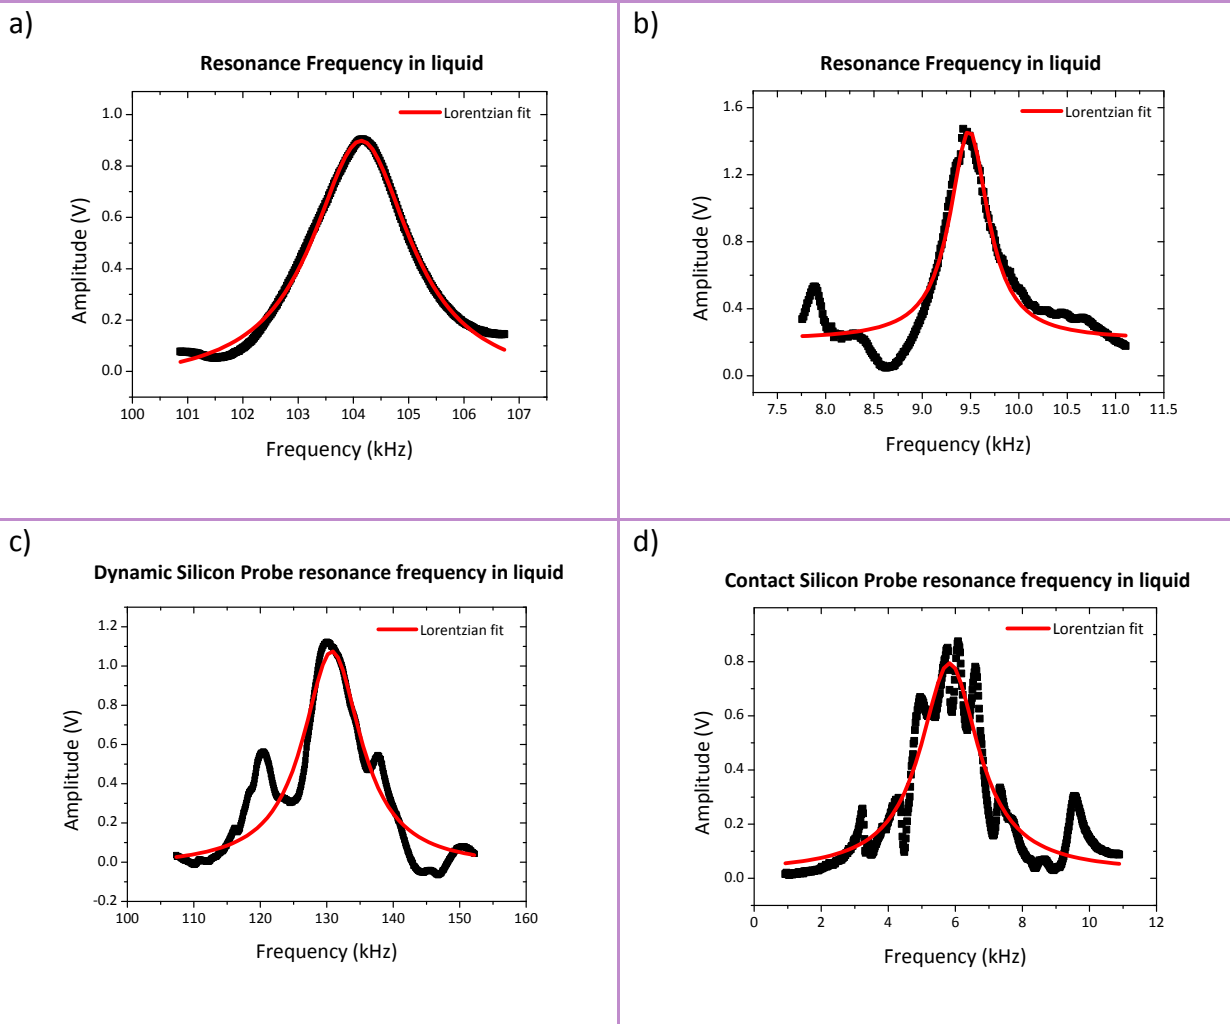 a)
Resonance Frequency in liquid
Lorentzian fit
Amplitude (V)
1.0
0.8
0.6
0.4
0.2
0.0
100 101 102 103 104 105 106 107
Frequency (kHz)
b)
Resonance Frequency in liquid
Lorentzian fit
Amplitude (V)
1.6
1.2
0.8
0.4
0.0
7.5 8.0 8.5 9.0 9.5 10.0 10.5 11.0 11.5
Frequency (kHz)
c)
Dynamic Silicon Probe resonance frequency in liquid
Lorentzian fit
Amplitude (V)
1.2
1.0
0.8
0.6
0.4
0.2
0.0
-0.2
100 110 120 130 140 150 160
Frequency (kHz)
d)
Contact Silicon Probe resonance frequency in liquid
Lorentzian fit
Amplitude (V)
0.8
0.6
0.4
0.2
0.0
0 2 4 6 8 10 12
Frequency (kHz)